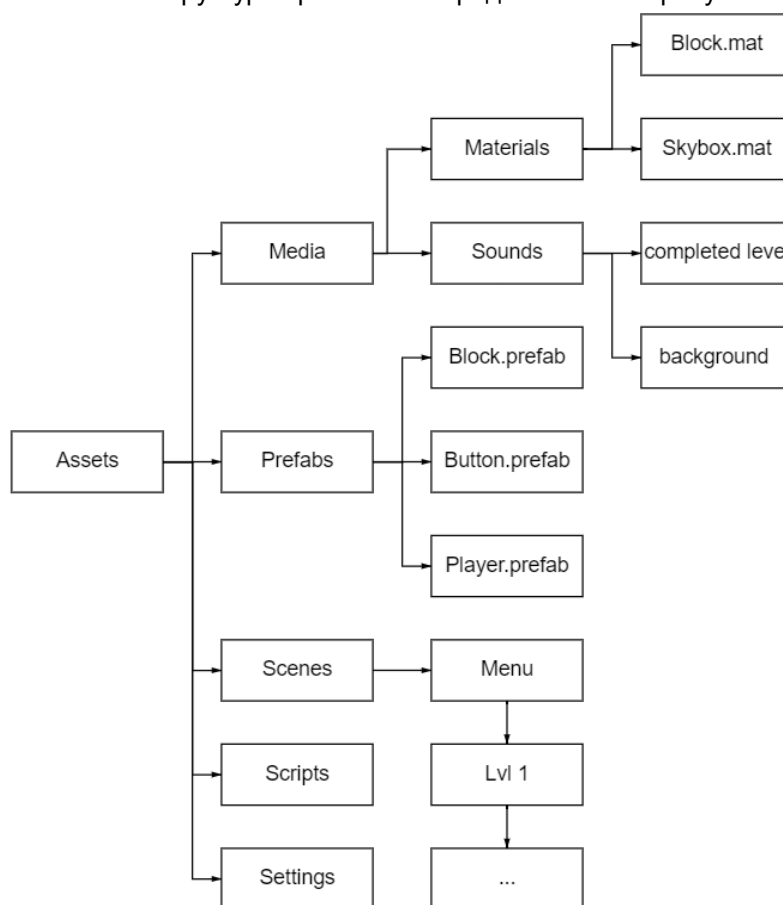 Block.mat
Materials
Skybox.mat
Media
Sounds
completed leve
background
Block.prefab
Assets
Prefabs
Button.prefab
Player.prefab
Scenes
Menu
Scripts
Lvl 1
Settings
...